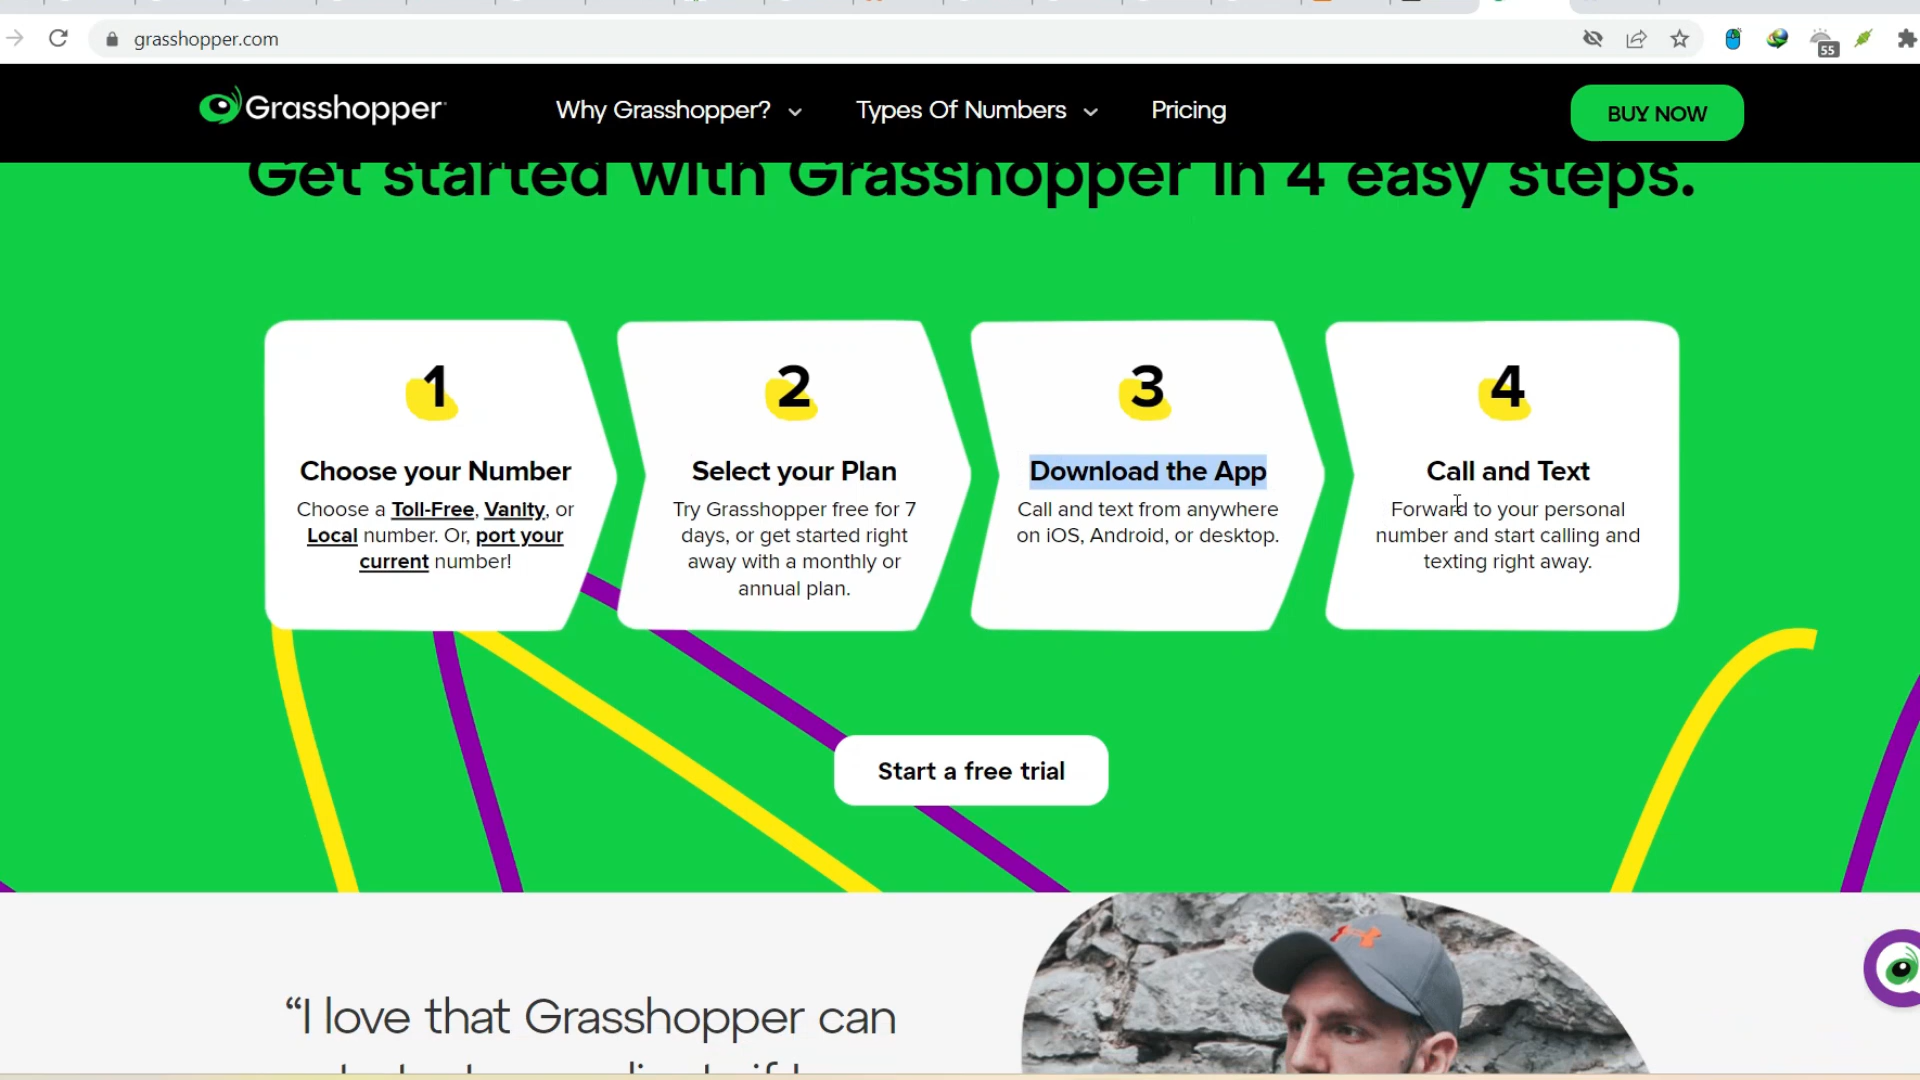 grasshopper.com
55
Grasshopper
Why Grasshopper?
Types Of Numbers
Pricing
BUY NOW
Get started with Grasshopper in 4 easy steps.
1
Choose your Number
Choose a Toll-Free, Vanity, or
Local number. Or, port your
current number!
2
Select your Plan
Try Grasshopper free for 7
days, or get started right
away with a monthly or
annual plan.
3
Download the App
Call and text from anywhere
on iOS, Android, or desktop.
4
Call and Text
Forward to your personal
number and start calling and
texting right away.
Start a free trial
“I love that Grasshopper can